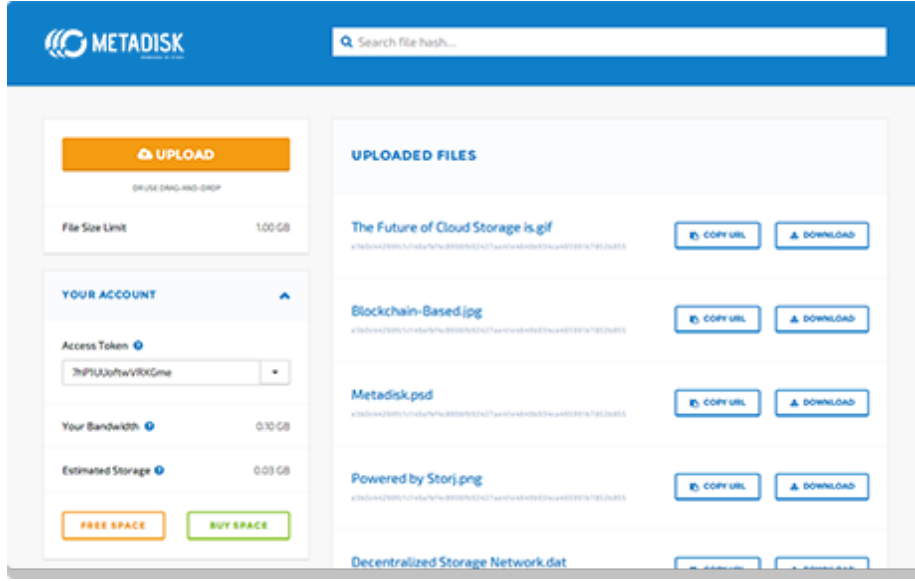 METADISK
Search file hash...
UPLOAD
OR USE DRAG-AND-DROP
File Size Limit 1.00 GB
YOUR ACCOUNT
Access Token
Your Bandwidth 0.10 GB
Estimated Storage 0.03 GB
FREE SPACE BUY SPACE
UPLOADED FILES
The Future of Cloud Storage is.gif
COPY URL DOWNLOAD
Blockchain-Based.jpg
COPY URL DOWNLOAD
Metadisk.psd
COPY URL DOWNLOAD
Powered by Storj.png
COPY URL DOWNLOAD
Decentralized Storage Network.dat
COPY URL DOWNLOAD